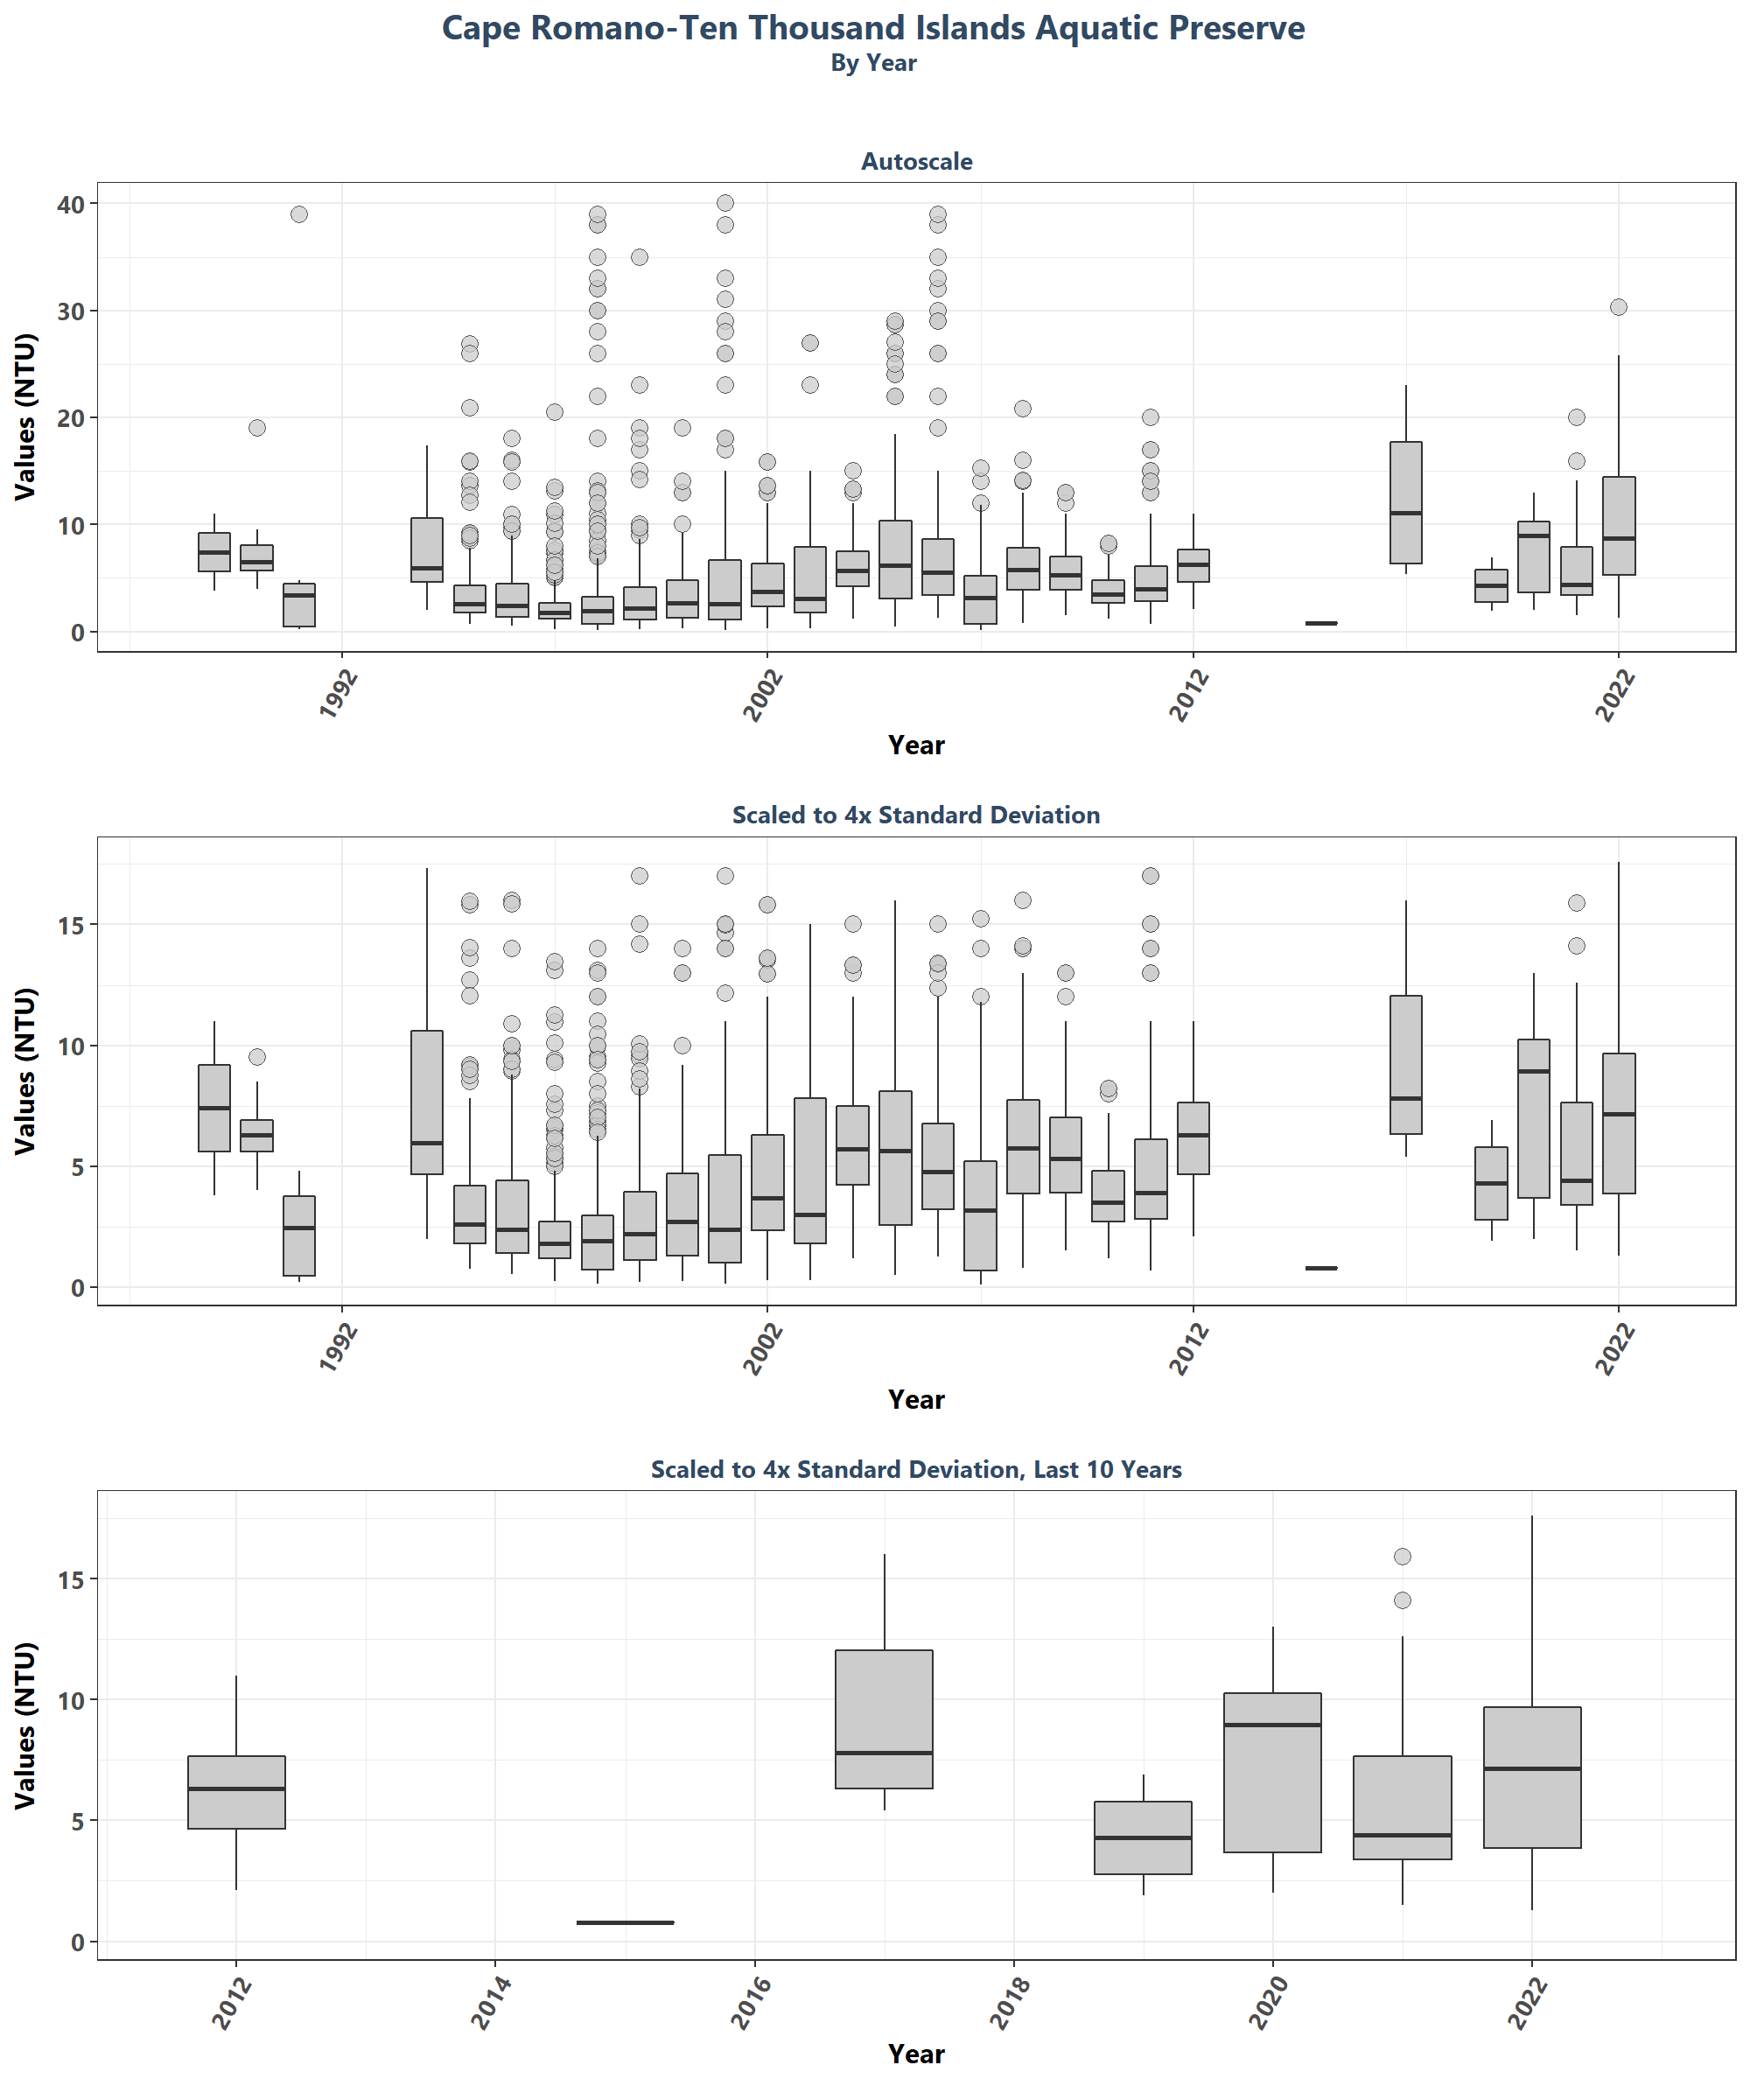 Cape Romano-Ten Thousand Islands Aquatic Preserve
By Year
Autoscale
Values (NTU)
40
30
20
10
0
1992
2002
2012
2022
Year
Scaled to 4x Standard Deviation
Values (NTU)
15
10
5
0
1992
2002
2012
2022
Year
Scaled to 4x Standard Deviation, Last 10 Years
Values (NTU)
15
10
5
0
2012
2014
2016
2018
2020
2022
Year